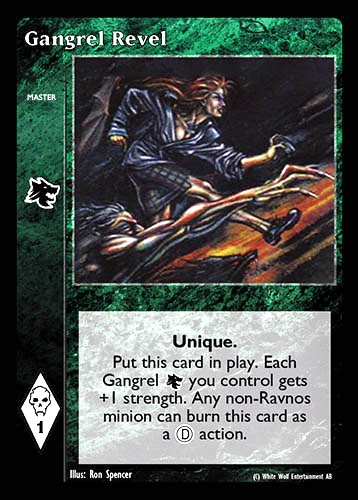 Gangrel Revel
MASTER
Unique.
Put this card in play. Each
Gangrel you control gets
+1 strength. Any non-Ravnos
minion can burn this card as
a Ⓓ action.
1
Illus: Ron Spencer
(C) White Wolf Entertainment AB